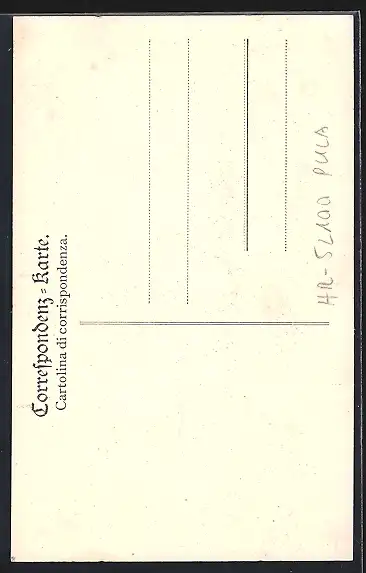 Correſpondenz=Karte.
Cartolina di corrispondenza.
HR-52100 PULA